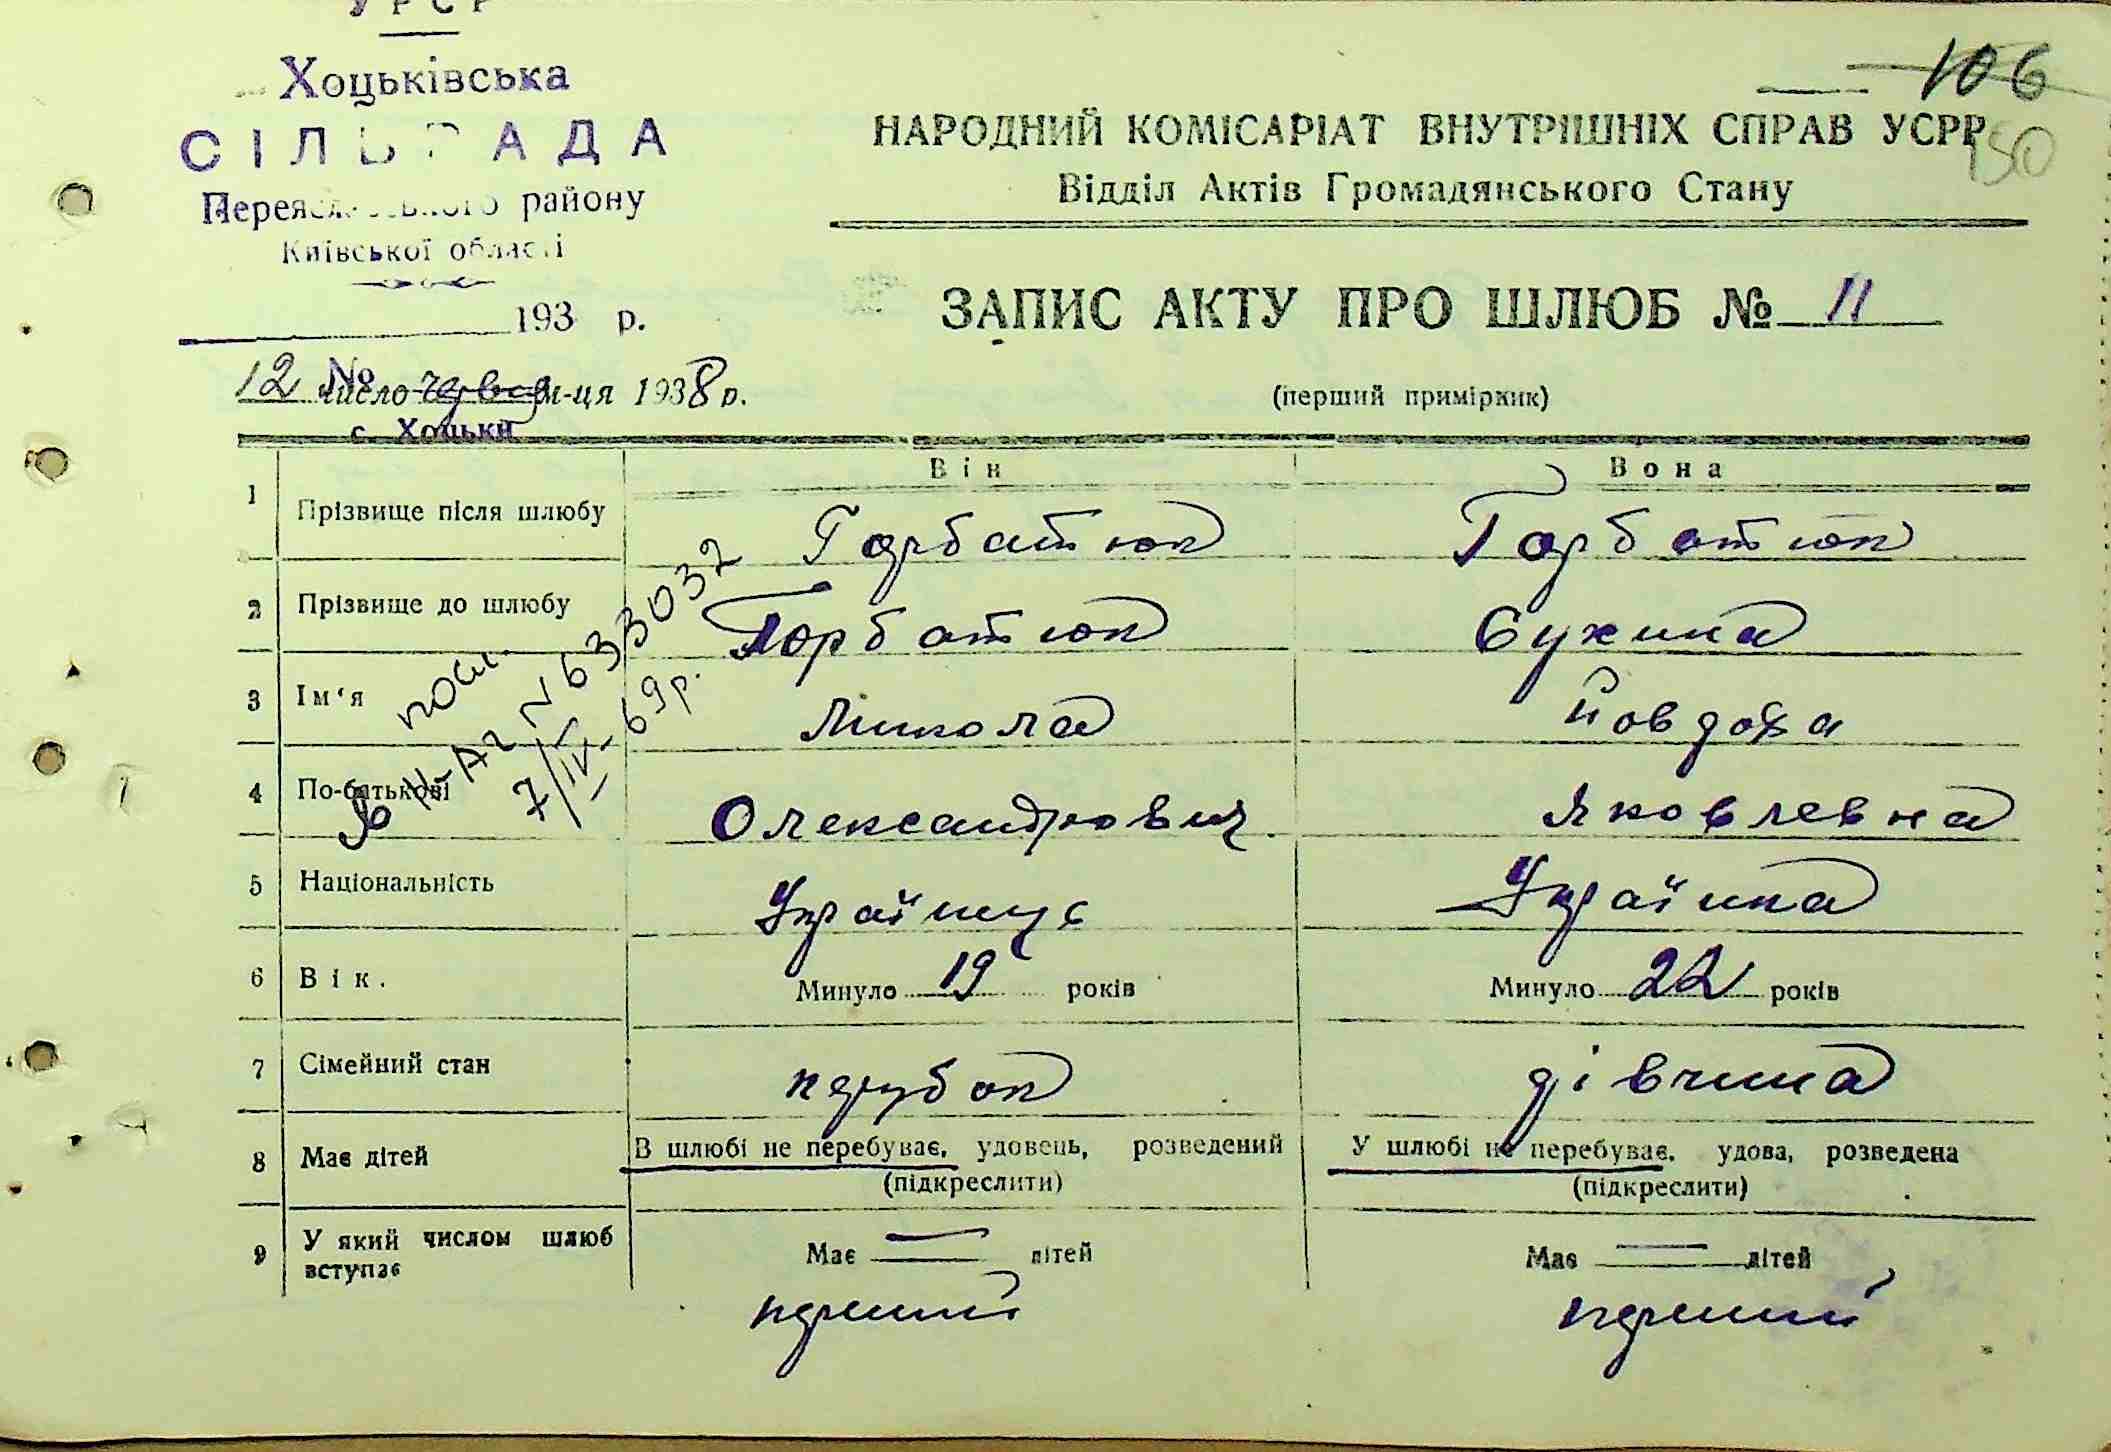 УРСР
Хоцьківська
СІЛЬРАДА
Переяславського району
Київської області
193 р.
№
12 число червня м-ця 1938 р.
с. Хоцьки
106
150
НАРОДНИЙ КОМІСАРІАТ ВНУТРІШНІХ СПРАВ УСРР
Відділ Актів Громадянського Стану
ЗАПИС АКТУ ПРО ШЛЮБ № 11
(перший примірник)
Він Вона
1 Прізвище після шлюбу Горбатюк Горбатюк
2 Прізвище до шлюбу Горбатюк Сухина
3 Ім'я Микола Йовдоха
4 По-батькові Олександрович Яковлевна
5 Національність Українець Українка
6 Вік. Минуло 19 років Минуло 22 років
7 Сімейний стан парубок дівчина
8 Має дітей В шлюбі не перебуває, удовець, розведений У шлюбі не перебуває, удова, розведена
(підкреслити) (підкреслити)
9 У який числом шлюб вступає Має — дітей Має — дітей
перший перший
N 633032
7/IV-69р.